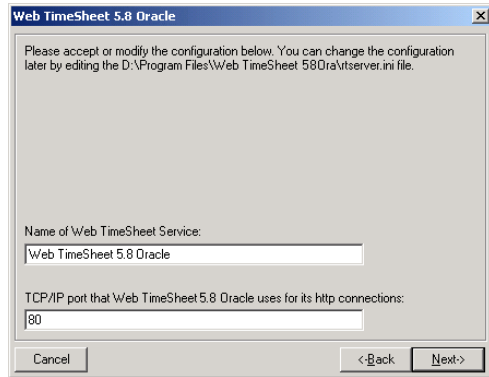 Web TimeSheet 5.8 Oracle
Please accept or modify the configuration below. You can change the configuration
later by editing the D:\Program Files\Web TimeSheet 58Ora\rtserver.ini file.
Name of Web TimeSheet Service:
Web TimeSheet 5.8 Oracle
TCP/IP port that Web TimeSheet 5.8 Oracle uses for its http connections:
80
Cancel
<-Back
Next->